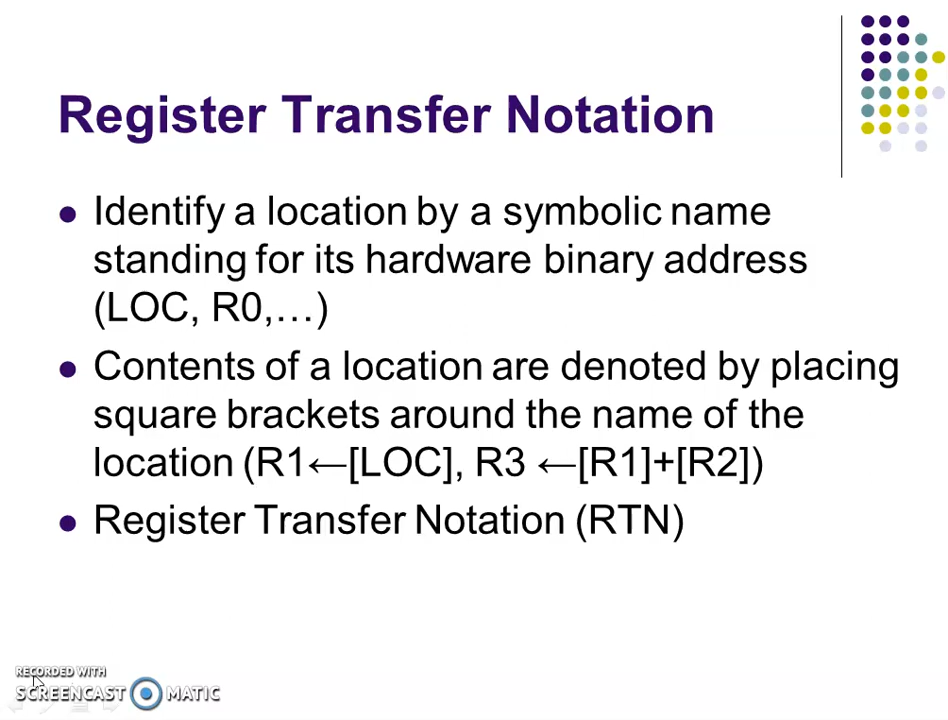 Register Transfer Notation
Identify a location by a symbolic name
standing for its hardware binary address
(LOC, R0,…)
Contents of a location are denoted by placing
square brackets around the name of the
location (R1←[LOC], R3 ←[R1]+[R2])
Register Transfer Notation (RTN)
RECORDED WITH
SCREENCAST MATIC